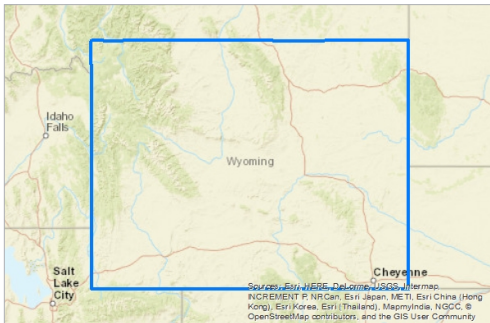 Idaho
Falls
Wyoming
Salt
Lake
City
Cheyenne
Sources: Esri, HERE, DeLorme, USGS, Intermap,
INCREMENT P, NRCan, Esri Japan, METI, Esri China (Hong
Kong), Esri Korea, Esri (Thailand), MapmyIndia, NGCC, ©
OpenStreetMap contributors, and the GIS User Community